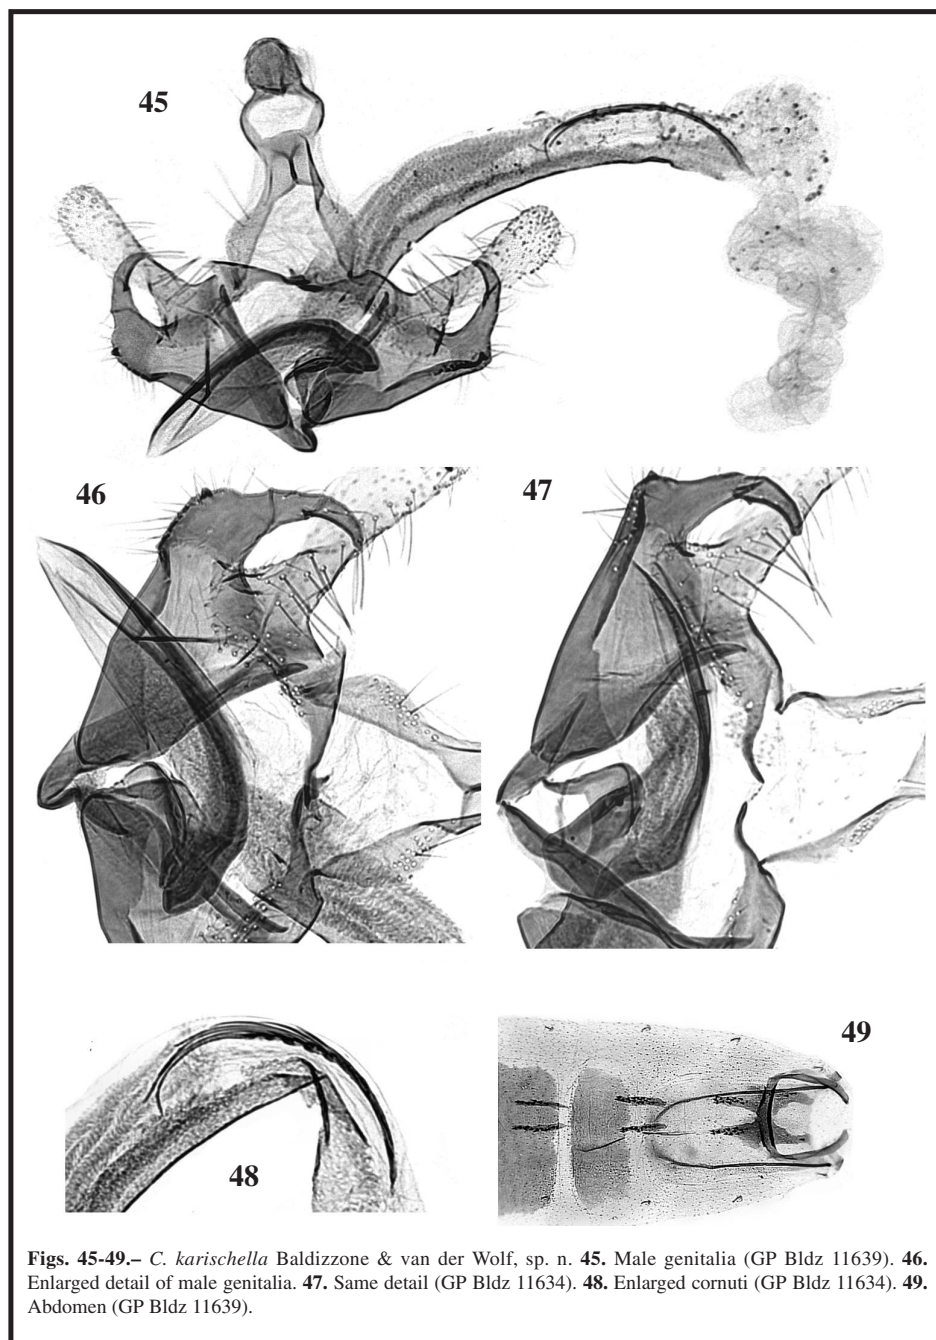 45
46
47
48
49
Figs. 45-49.– C. karischella Baldizzone & van der Wolf, sp. n. 45. Male genitalia (GP Bldz 11639). 46.
Enlarged detail of male genitalia. 47. Same detail (GP Bldz 11634). 48. Enlarged cornuti (GP Bldz 11634). 49.
Abdomen (GP Bldz 11639).